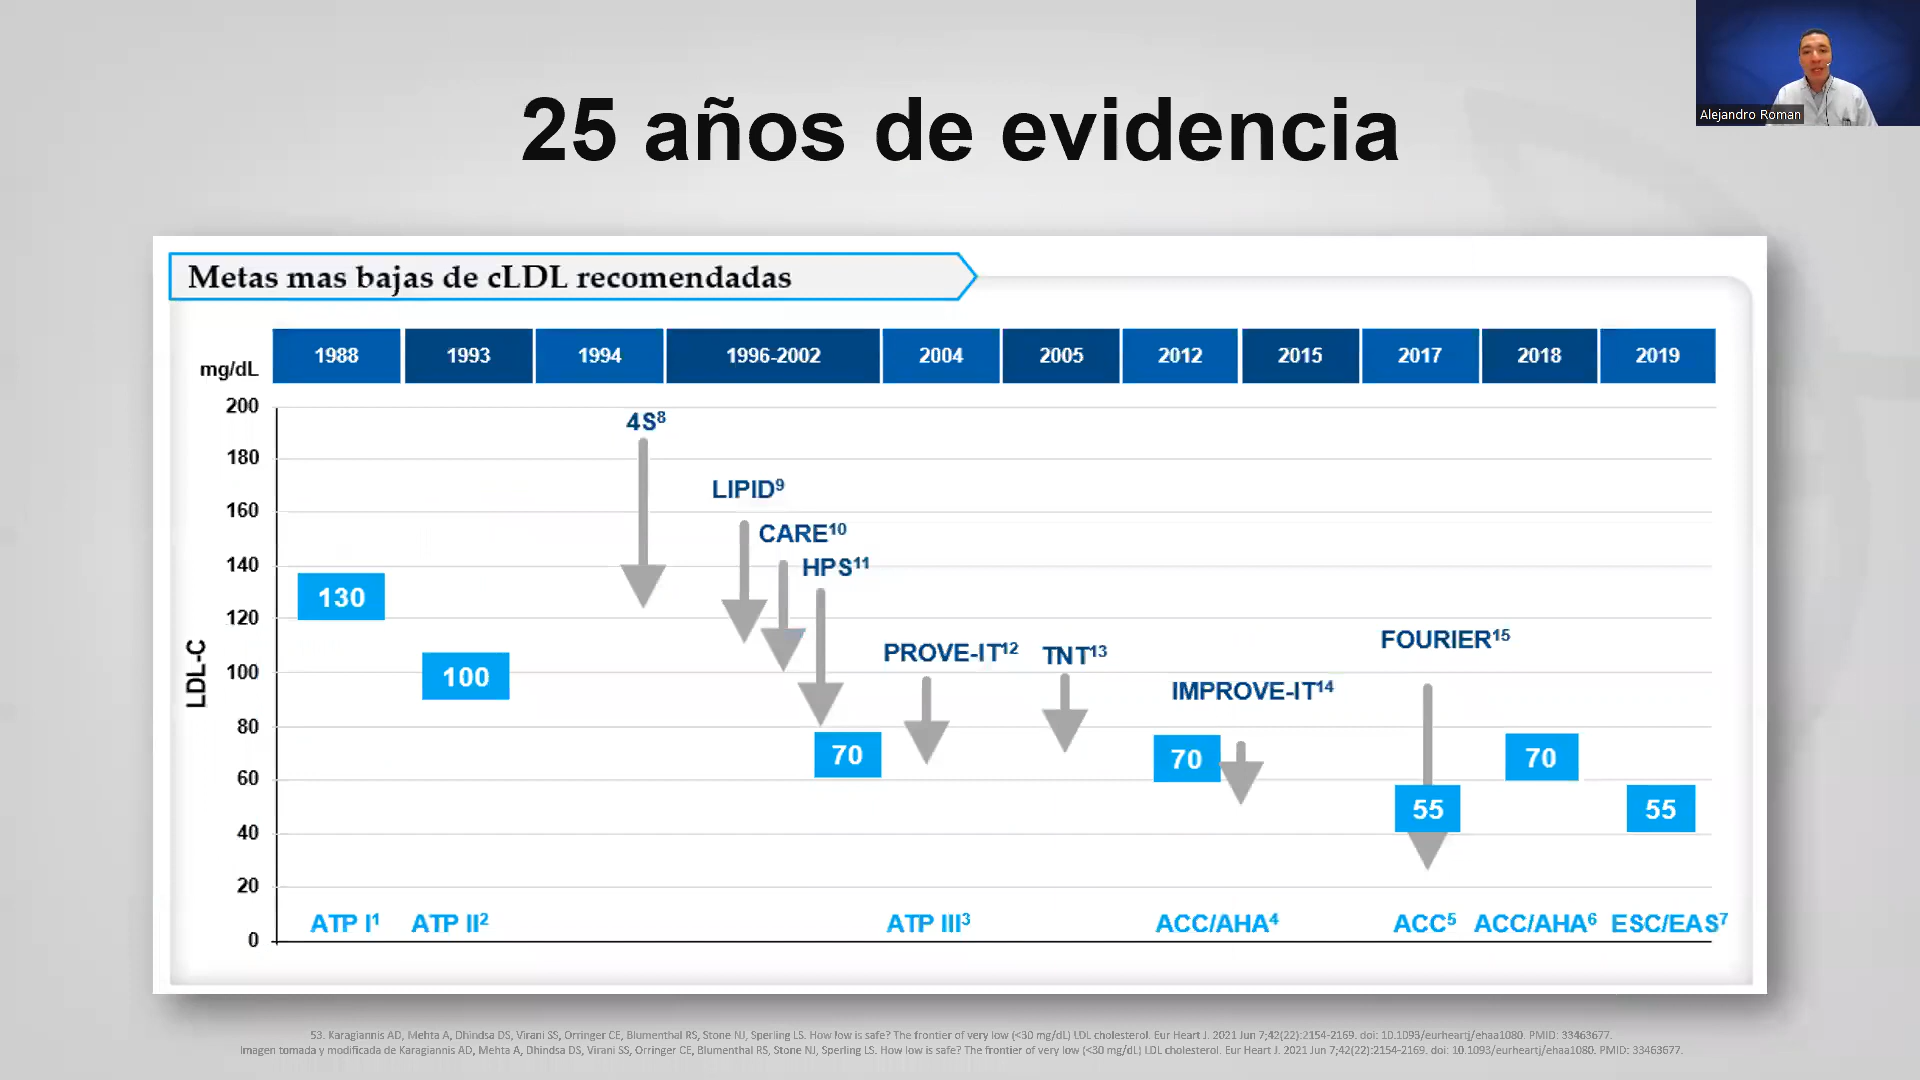 Alejandro Roman
25 años de evidencia
Metas mas bajas de cLDL recomendadas
mg/dL 1988 1993 1994 1996-2002 2004 2005 2012 2015 2017 2018 2019
200
180
160
140
120
100
80
60
40
20
0
LDL-C
4S⁸
LIPID⁹
CARE¹⁰
HPS¹¹
PROVE-IT¹² TNT¹³
IMPROVE-IT¹⁴
FOURIER¹⁵
130
100
70 70 70
55 55
ATP I¹ ATP II² ATP III³ ACC/AHA⁴ ACC⁵ ACC/AHA⁶ ESC/EAS⁷
53. Karagiannis AD, Mehta A, Dhindsa DS, Virani SS, Orringer CE, Blumenthal RS, Stone NJ, Sperling LS. How low is safe? The frontier of very low (<30 mg/dL) LDL cholesterol. Eur Heart J. 2021 Jun 7;42(22):2154-2169. doi: 10.1093/eurheartj/ehaa1080. PMID: 33463677.
Imagen tomada y modificada de Karagiannis AD, Mehta A, Dhindsa DS, Virani SS, Orringer CE, Blumenthal RS, Stone NJ, Sperling LS. How low is safe? The frontier of very low (<30 mg/dL) LDL cholesterol. Eur Heart J. 2021 Jun 7;42(22):2154-2169. doi: 10.1093/eurheartj/ehaa1080. PMID: 33463677.